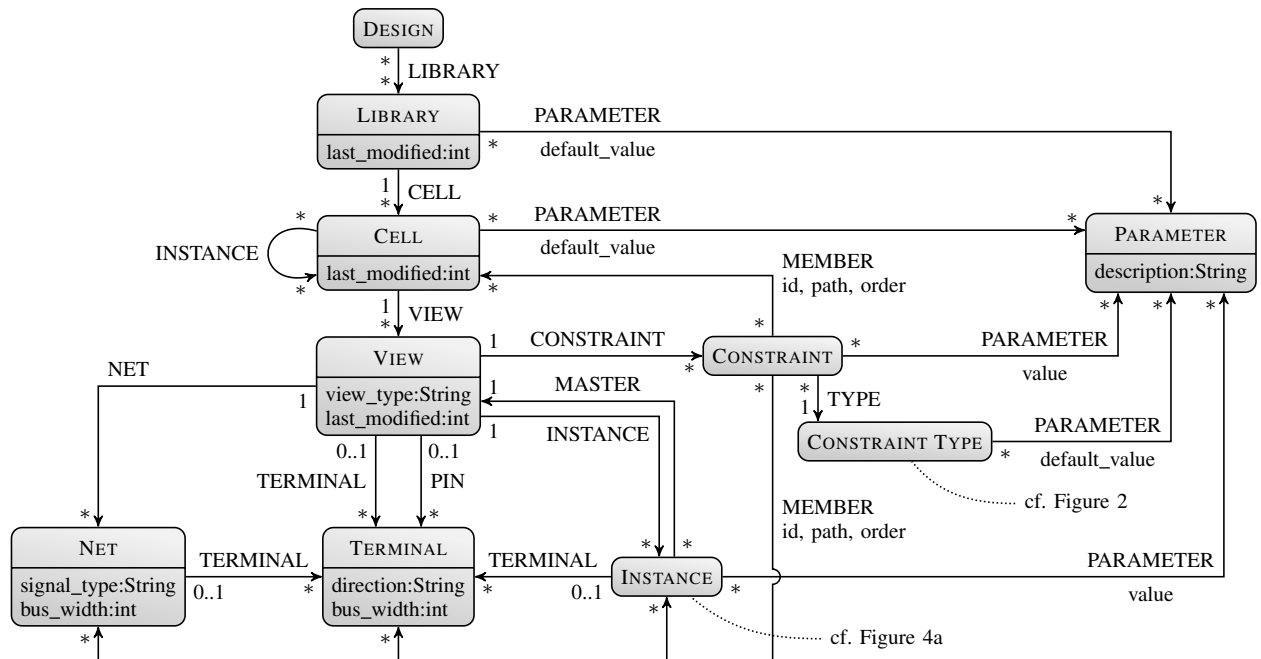 DESIGN
*
*
LIBRARY
LIBRARY
last_modified:int
PARAMETER
*
default_value
*
1
CELL
*
CELL
last_modified:int
*
INSTANCE
*
*
PARAMETER
default_value
*
PARAMETER
description:String
MEMBER
id, path, order
*
*
1
VIEW
*
VIEW
view_type:String
last_modified:int
1
CONSTRAINT
*
CONSTRAINT
*
PARAMETER
value
*
*
*
NET
1
1
MASTER
1
INSTANCE
*
*
1
TYPE
CONSTRAINT TYPE
*
PARAMETER
default_value
cf. Figure 2
0..1
0..1
TERMINAL
PIN
MEMBER
id, path, order
*
*
*
*
*
NET
signal_type:String
bus_width:int
TERMINAL
0..1
*
TERMINAL
direction:String
bus_width:int
*
TERMINAL
0..1
INSTANCE
*
PARAMETER
value
*
*
*
cf. Figure 4a